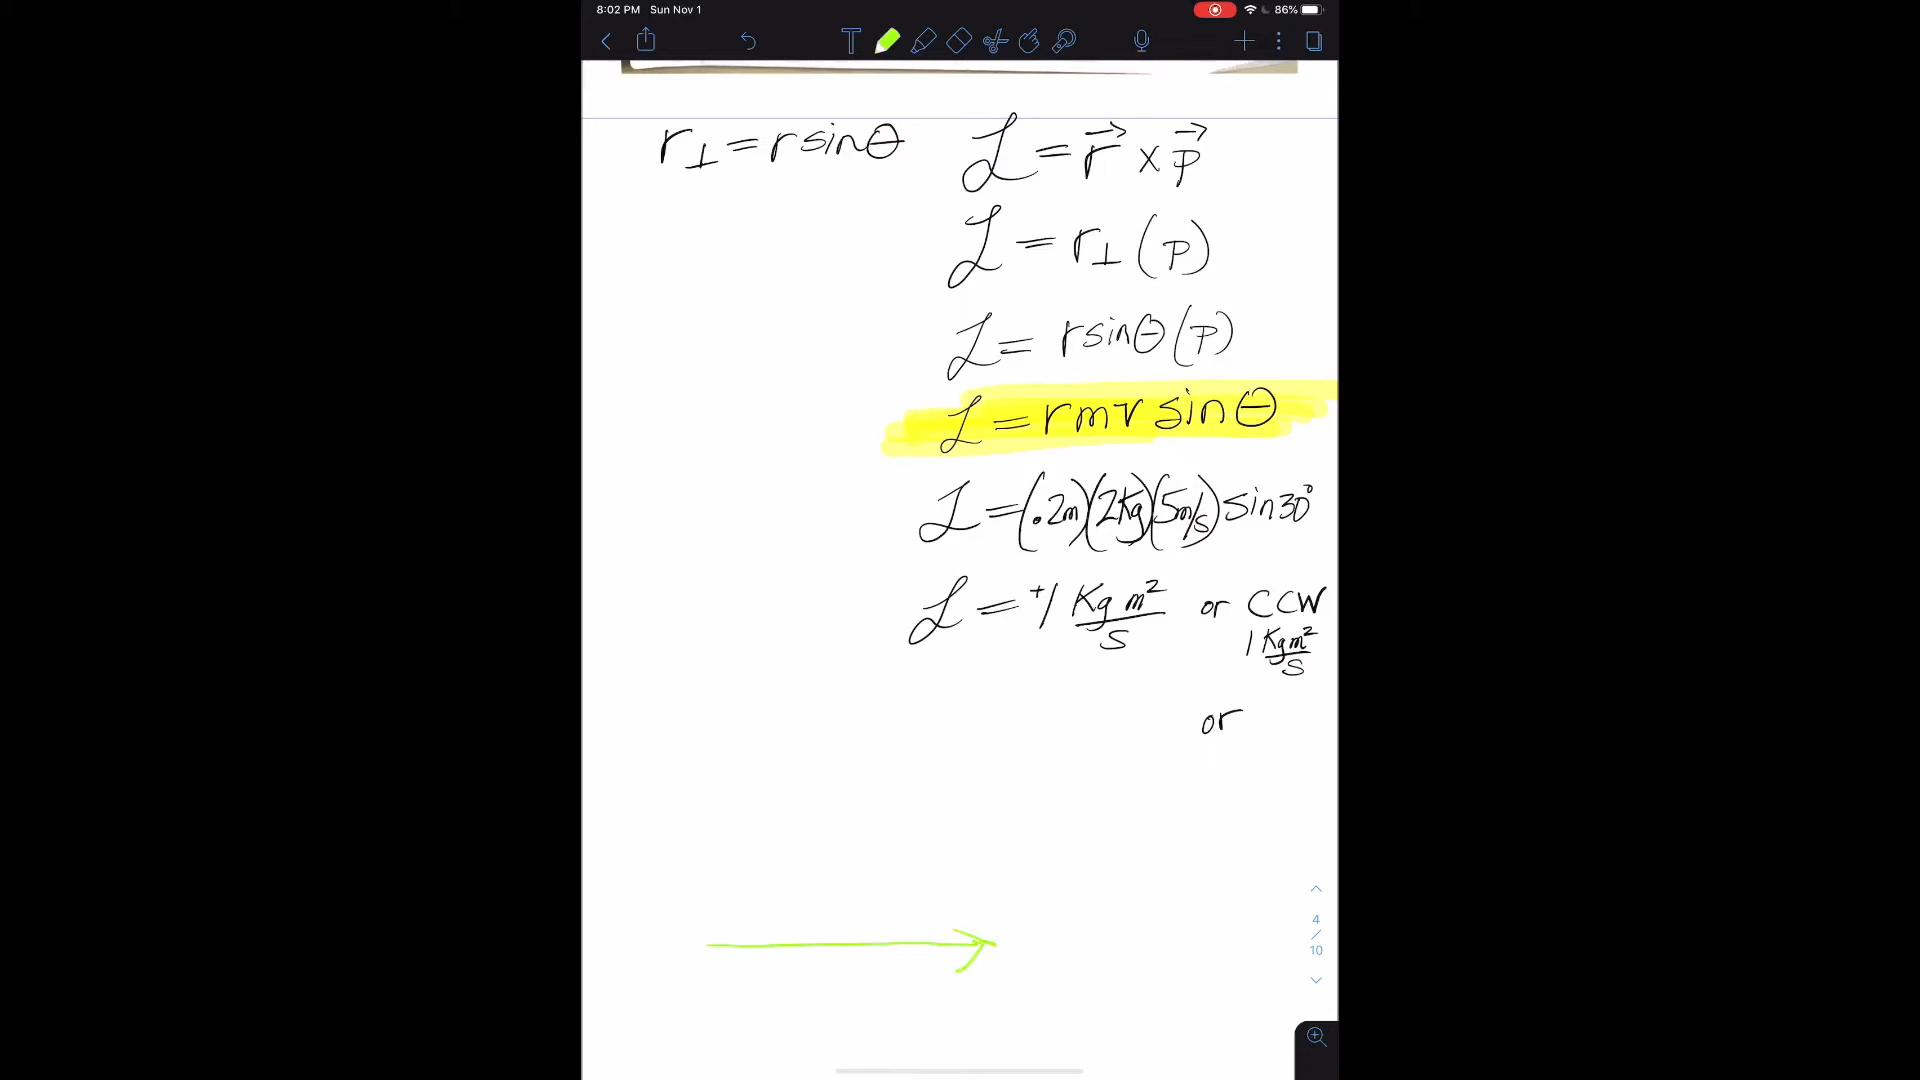 8:02 PM Sun Nov 1
86%
T
r⊥ = r sinθ
L = r⃗ x p⃗
L = r⊥ (p)
L = r sinθ (p)
L = r m v sin θ
L = (.2m)(2Kg)(5m/s) sin 30°
L = +1 Kg m²/s or CCW
1 Kg m²/s
or
4
/
10